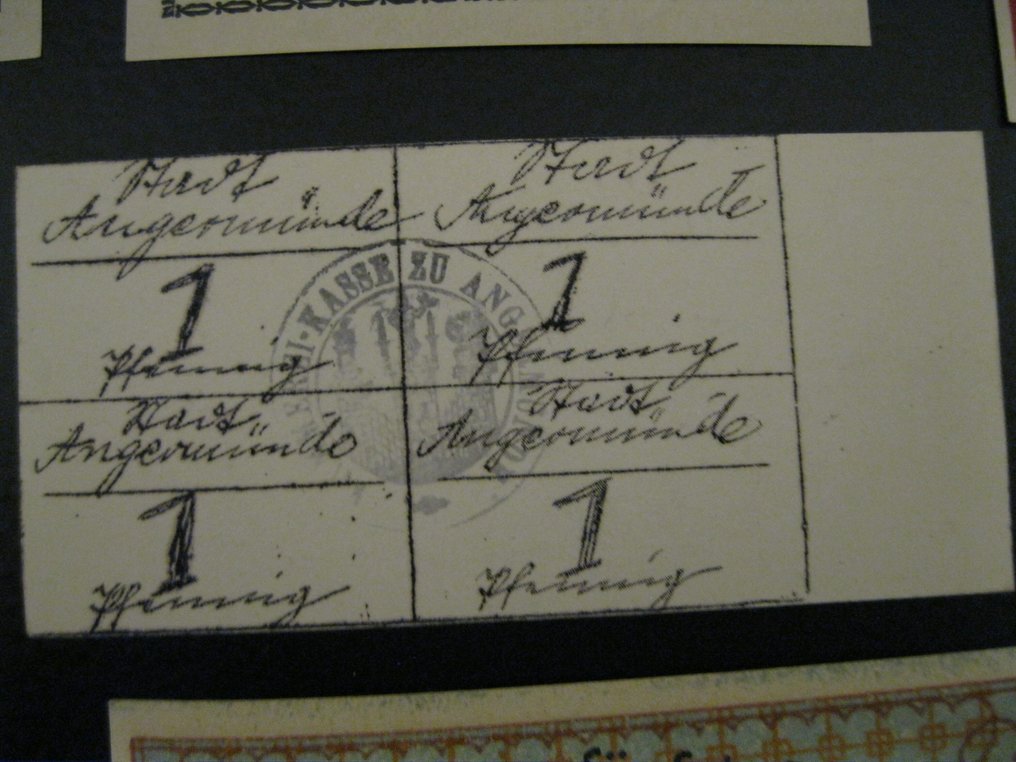 Stadt
Angermünde
1
Pfennig
Stadt
Angermünde
1
Pfennig
Stadt
Angermünde
1
Pfennig
Stadt
Angermünde
1
Pfennig
KASSE ZU ANG